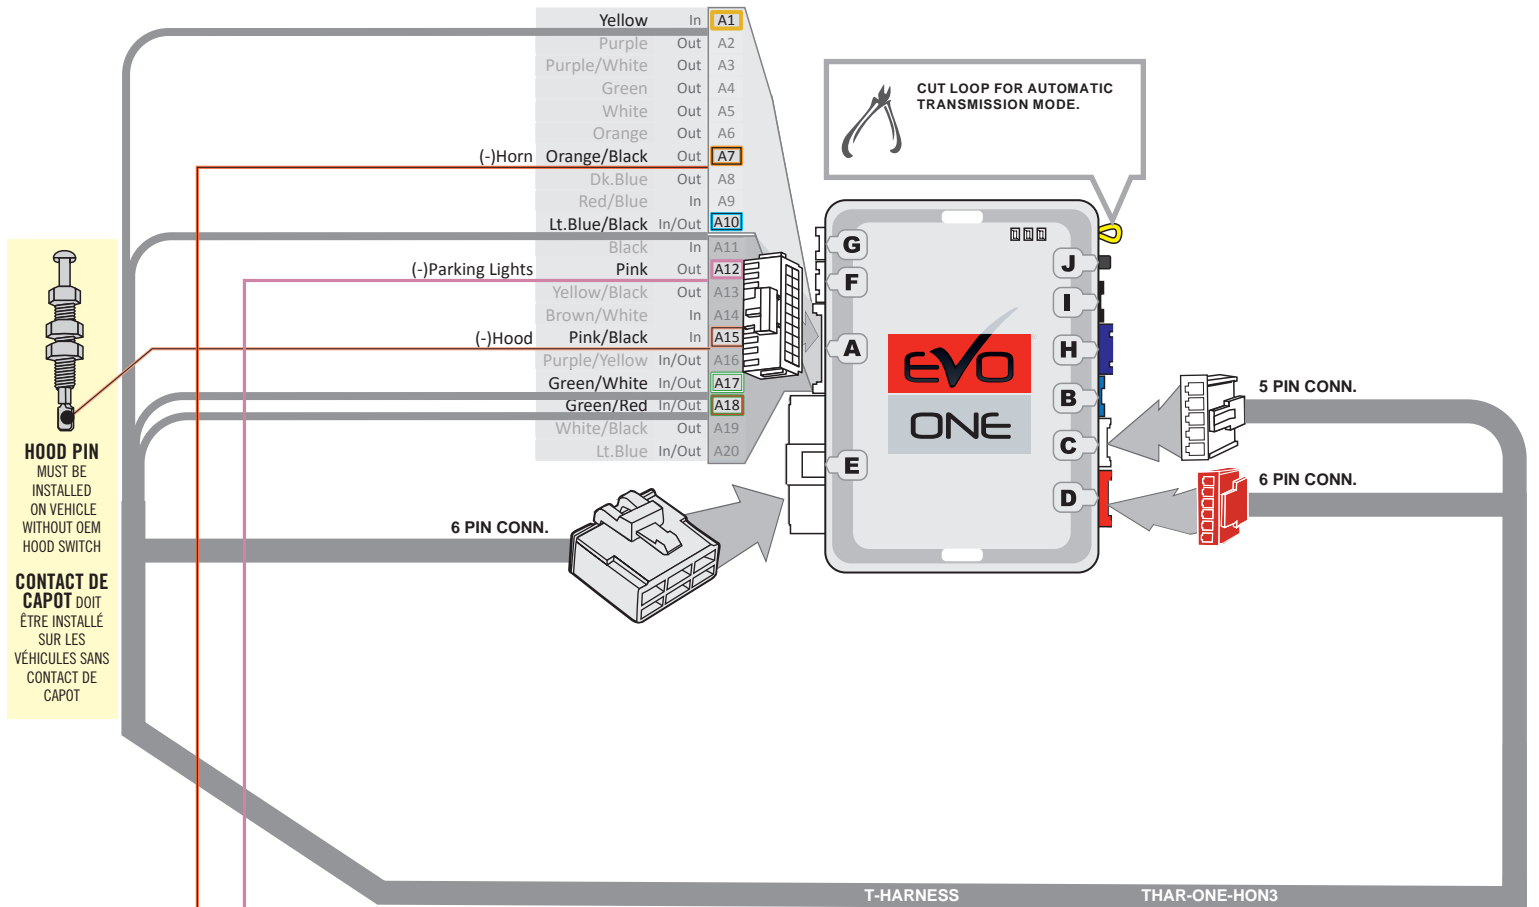 Yellow In A1
Purple Out A2
Purple/White Out A3
Green Out A4
White Out A5
Orange Out A6
(-)Horn Orange/Black Out A7
Dk.Blue Out A8
Red/Blue In A9
Lt.Blue/Black In/Out A10
Black In A11
(-)Parking Lights Pink Out A12
Yellow/Black Out A13
Brown/White In A14
(-)Hood Pink/Black In A15
Purple/Yellow In/Out A16
Green/White In/Out A17
Green/Red In/Out A18
White/Black Out A19
Lt.Blue In/Out A20
CUT LOOP FOR AUTOMATIC
TRANSMISSION MODE.
G
F
A
E
J
I
H
B
C
D
EVO
ONE
5 PIN CONN.
6 PIN CONN.
6 PIN CONN.
HOOD PIN
MUST BE
INSTALLED
ON VEHICLE
WITHOUT OEM
HOOD SWITCH
CONTACT DE
CAPOT DOIT
ÊTRE INSTALLÉ
SUR LES
VÉHICULES SANS
CONTACT DE
CAPOT
T-HARNESS THAR-ONE-HON3